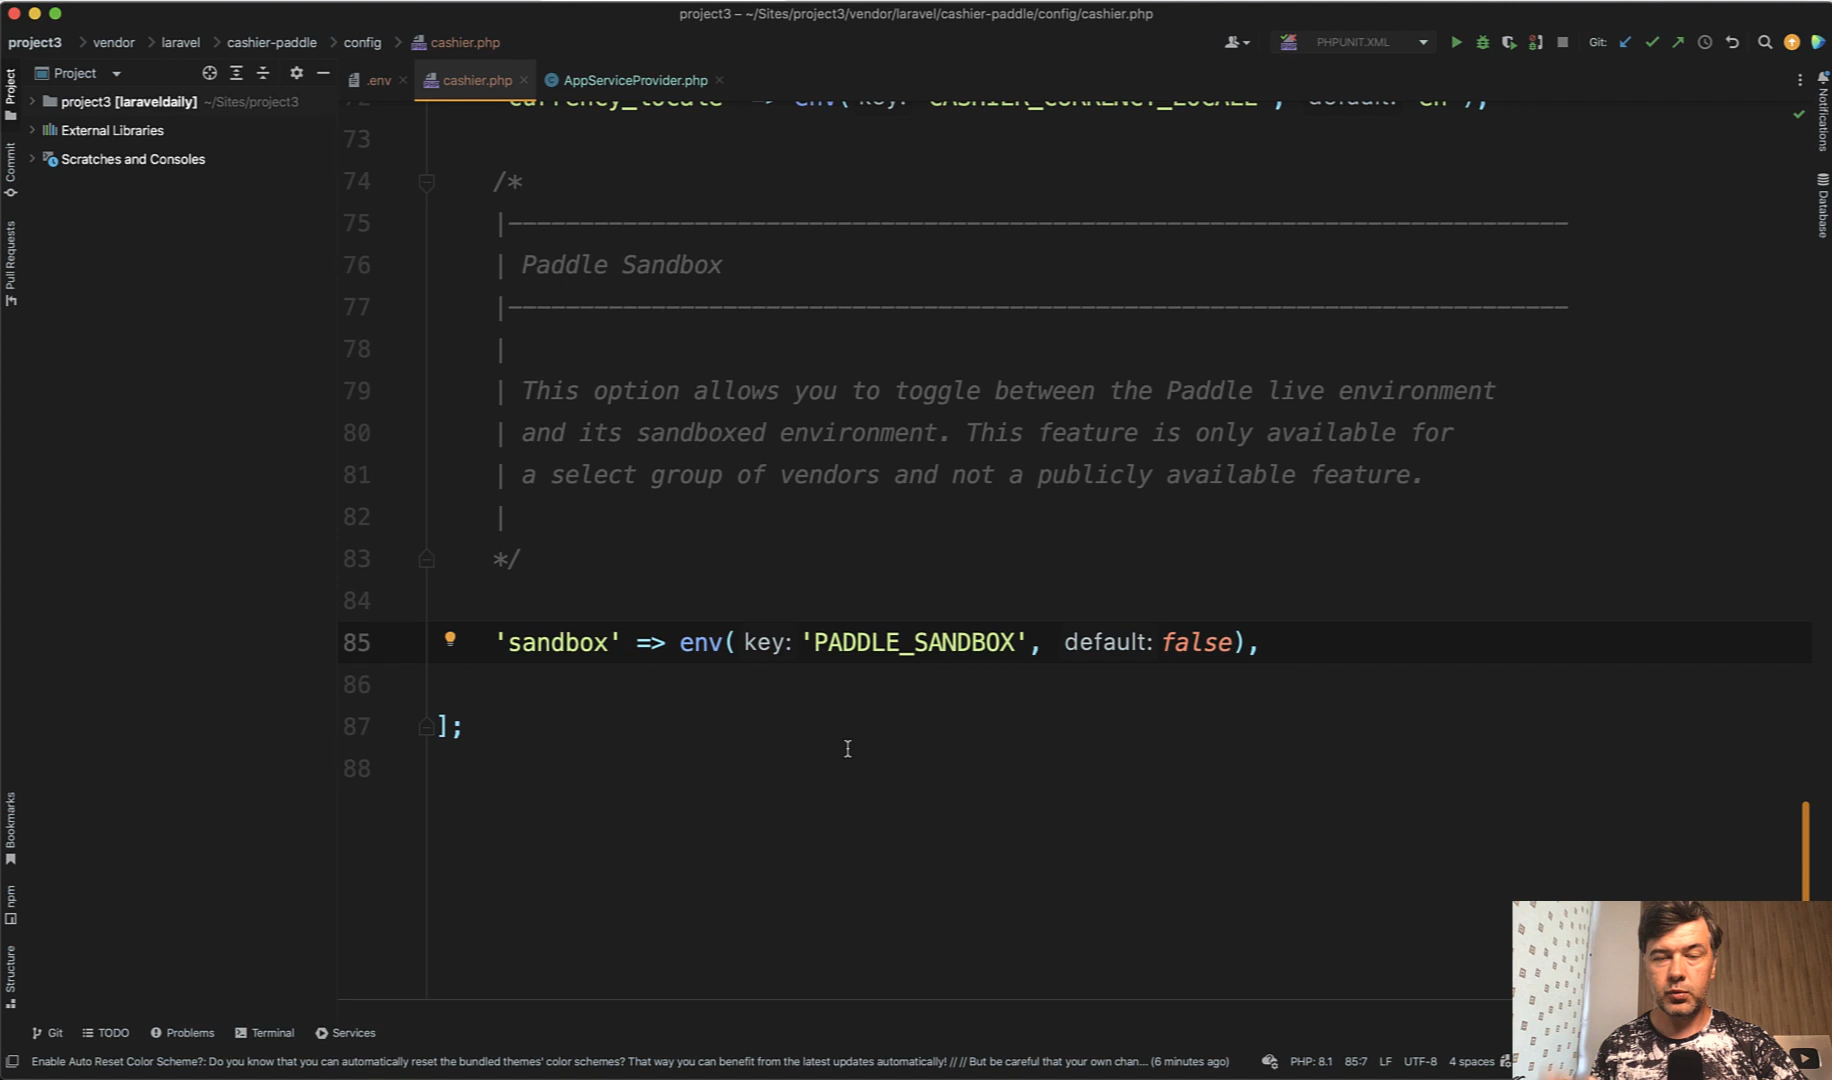 project3 – ~/Sites/project3/vendor/laravel/cashier-paddle/config/cashier.php
project3 vendor laravel cashier-paddle config cashier.php
PHPUNIT.XML
Git:
Project
.env
cashier.php
AppServiceProvider.php
project3 [laraveldaily] ~/Sites/project3
External Libraries
Scratches and Consoles
Project
Commit
Pull Requests
Bookmarks
npm
Structure
Notifications
Database
72 'currency_locale' => env( key: 'CASHIER_CURRENCY_LOCALE', default: 'en'),
73
74 /*
75 |--------------------------------------------------------------------------
76 | Paddle Sandbox
77 |--------------------------------------------------------------------------
78 |
79 | This option allows you to toggle between the Paddle live environment
80 | and its sandboxed environment. This feature is only available for
81 | a select group of vendors and not a publicly available feature.
82 |
83 */
84
85 'sandbox' => env( key: 'PADDLE_SANDBOX', default: false),
86
87 ];
88
Git TODO Problems Terminal Services
Enable Auto Reset Color Scheme?: Do you know that you can automatically reset the bundled themes' color schemes? That way you can benefit from the latest updates automatically! // // But be careful that your own chan... (6 minutes ago)
PHP: 8.1 85:7 LF UTF-8 4 spaces